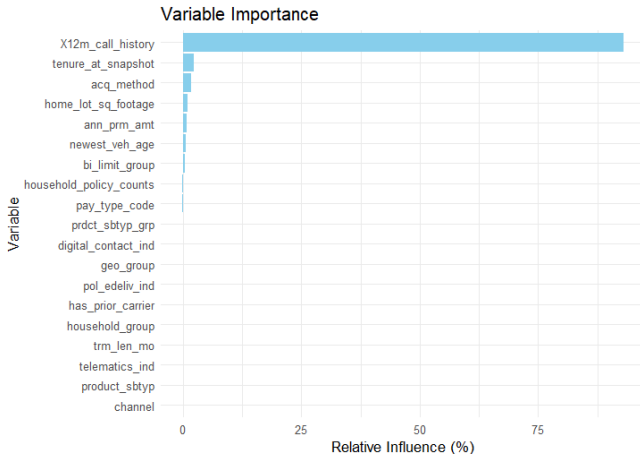 Variable Importance
X12m_call_history
tenure_at_snapshot
acq_method
home_lot_sq_footage
ann_prm_amt
newest_veh_age
bi_limit_group
household_policy_counts
pay_type_code
prdct_sbtyp_grp
digital_contact_ind
geo_group
pol_edeliv_ind
has_prior_carrier
household_group
trm_len_mo
telematics_ind
product_sbtyp
channel
Variable
0 25 50 75
Relative Influence (%)